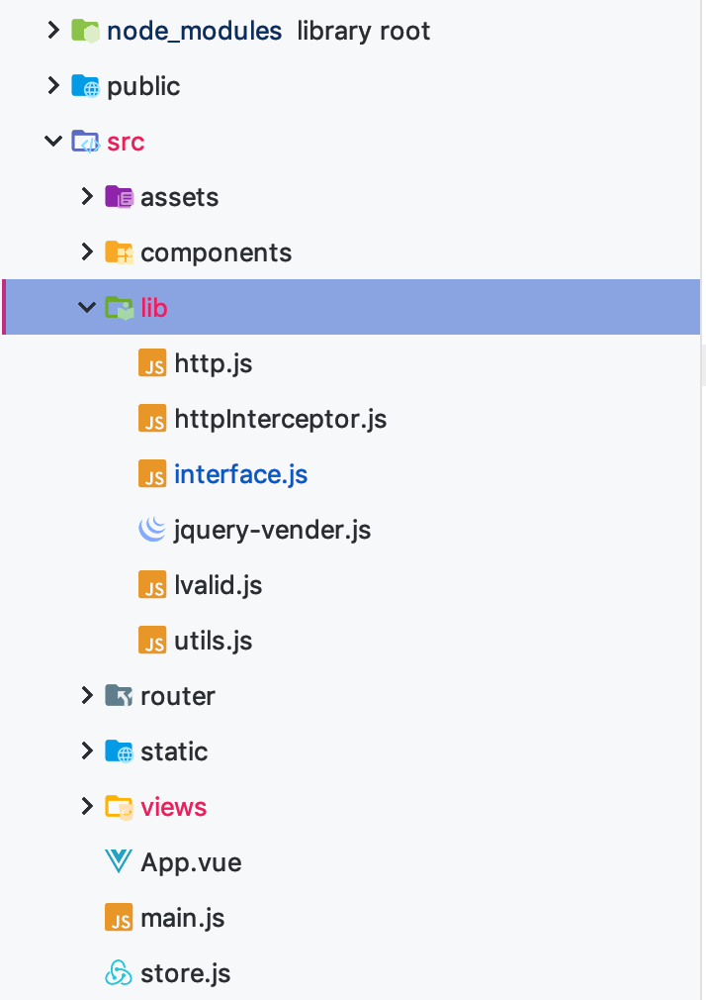 node_modules library root
public
src
assets
components
lib
JS http.js
JS httpInterceptor.js
JS interface.js
jquery-vender.js
JS lvalid.js
JS utils.js
router
static
views
App.vue
JS main.js
store.js